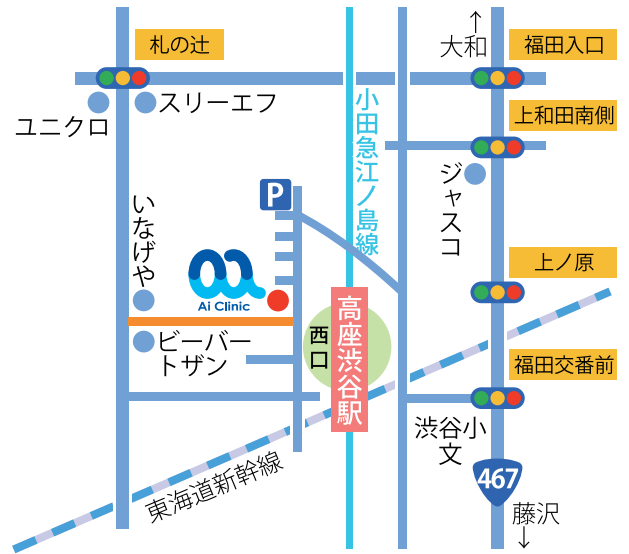 札の辻
大和
福田入口
ユニクロ
スリーエフ
小田急江ノ島線
上和田南側
ジャスコ
いなげや
P
Ai Clinic
上ノ原
高座渋谷駅
西口
ビーバー
トザン
福田交番前
渋谷小
文
467
東海道新幹線
藤沢